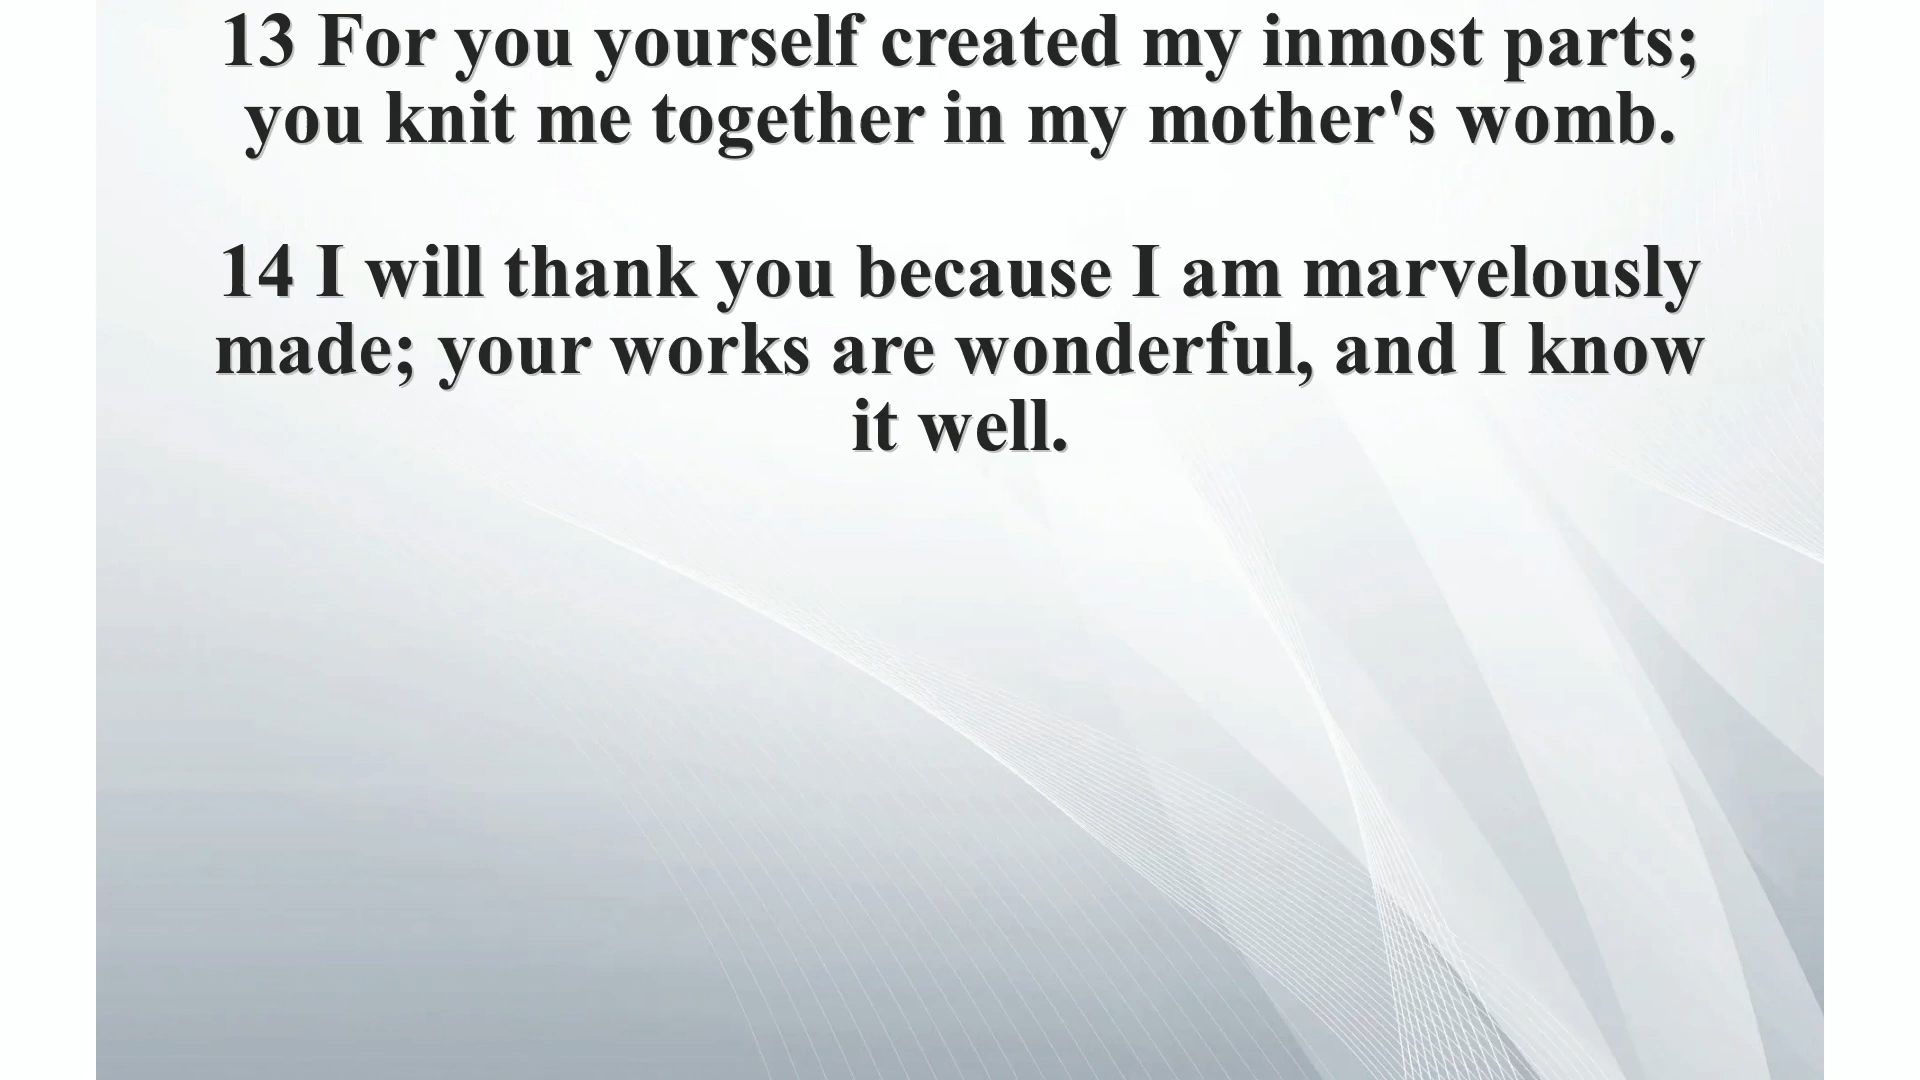 13 For you yourself created my inmost parts;
you knit me together in my mother's womb.
14 I will thank you because I am marvelously
made; your works are wonderful, and I know
it well.